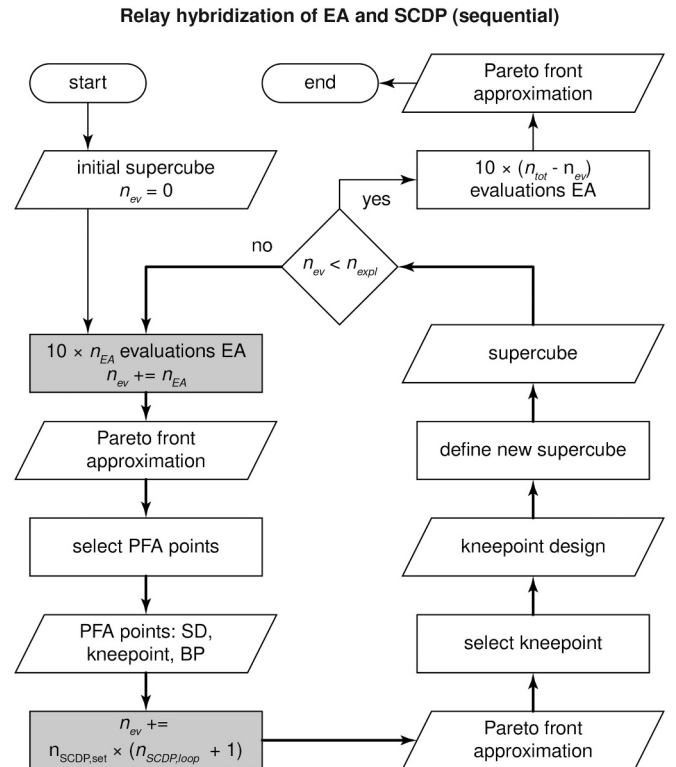 Relay hybridization of EA and SCDP (sequential)
start
initial supercube
n_ev = 0
10 × n_EA evaluations EA
n_ev += n_EA
Pareto front
approximation
select PFA points
PFA points: SD,
kneepoint, BP
n_ev +=
n_SCDP,set × (n_SCDP,loop + 1)
Pareto front
approximation
select kneepoint
kneepoint design
define new supercube
supercube
n_ev < n_expl
no
yes
10 × (n_tot - n_ev)
evaluations EA
Pareto front
approximation
end